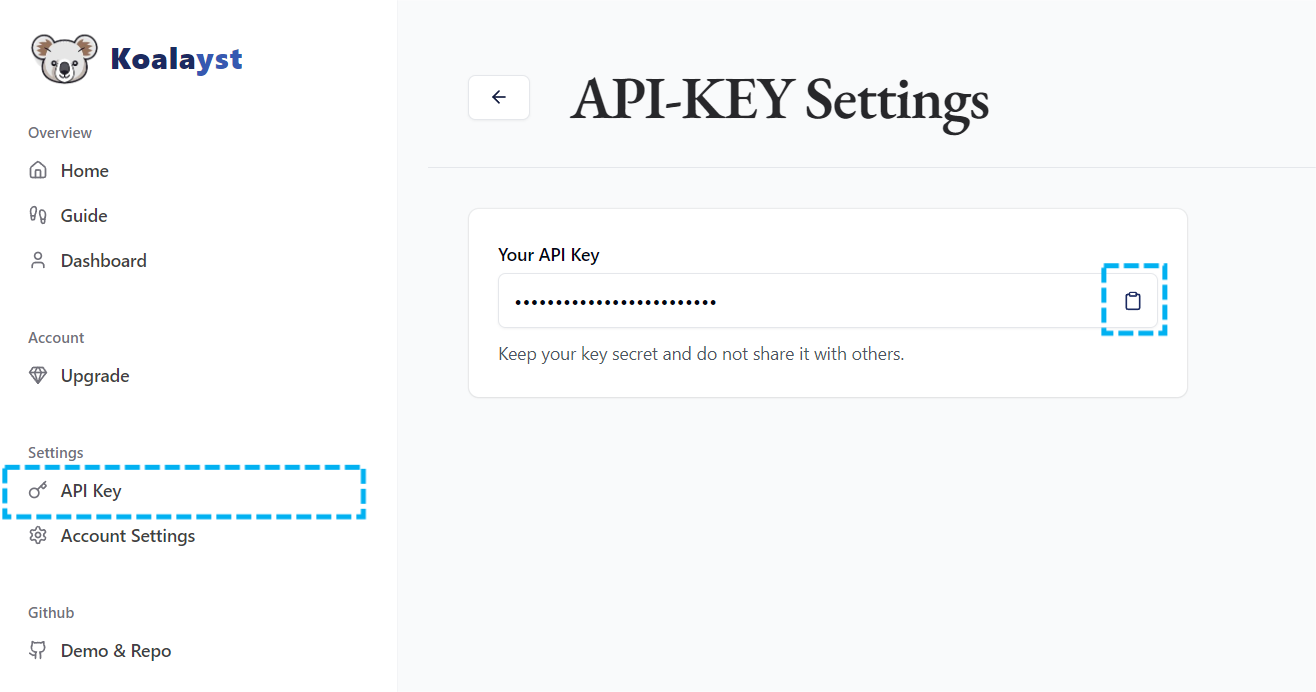 Koalayst
Overview
Home
Guide
Dashboard
Account
Upgrade
Settings
API Key
Account Settings
Github
Demo & Repo
API-KEY Settings
Your API Key
•••••••••••••••••••••••••
Keep your key secret and do not share it with others.